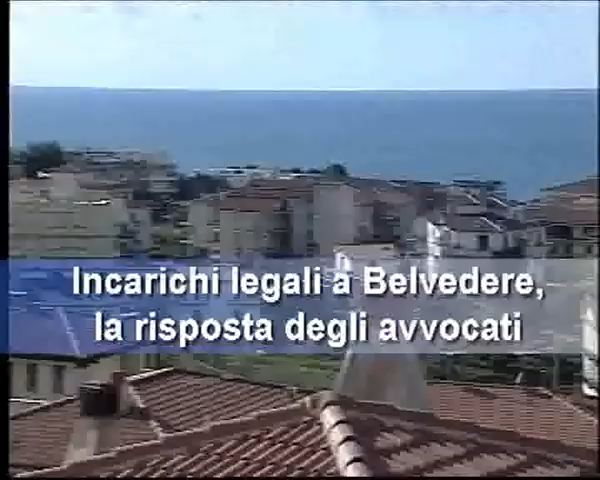 Incarichi legali a Belvedere,
la risposta degli avvocati